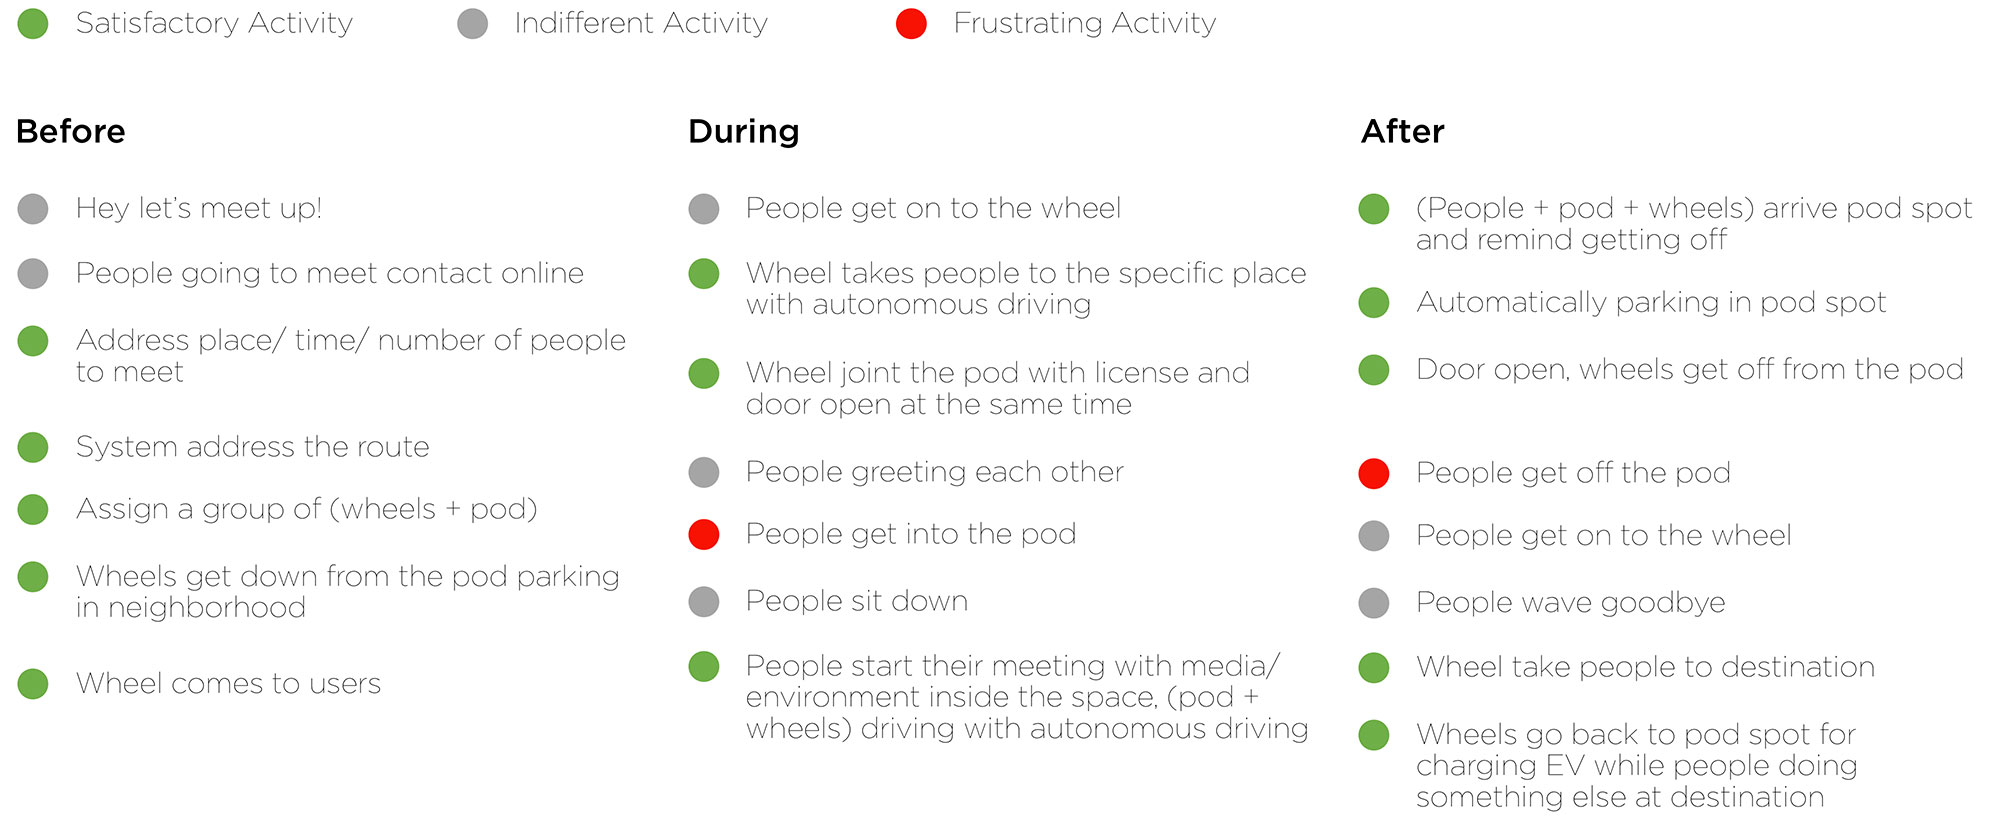 Satisfactory Activity
Indifferent Activity
Frustrating Activity
Before
Hey let's meet up!
People going to meet contact online
Address place/ time/ number of people
to meet
System address the route
Assign a group of (wheels + pod)
Wheels get down from the pod parking
in neighborhood
Wheel comes to users
During
People get on to the wheel
Wheel takes people to the specific place
with autonomous driving
Wheel joint the pod with license and
door open at the same time
People greeting each other
People get into the pod
People sit down
People start their meeting with media/
environment inside the space, (pod +
wheels) driving with autonomous driving
After
(People + pod + wheels) arrive pod spot
and remind getting off
Automatically parking in pod spot
Door open, wheels get off from the pod
People get off the pod
People get on to the wheel
People wave goodbye
Wheel take people to destination
Wheels go back to pod spot for
charging EV while people doing
something else at destination